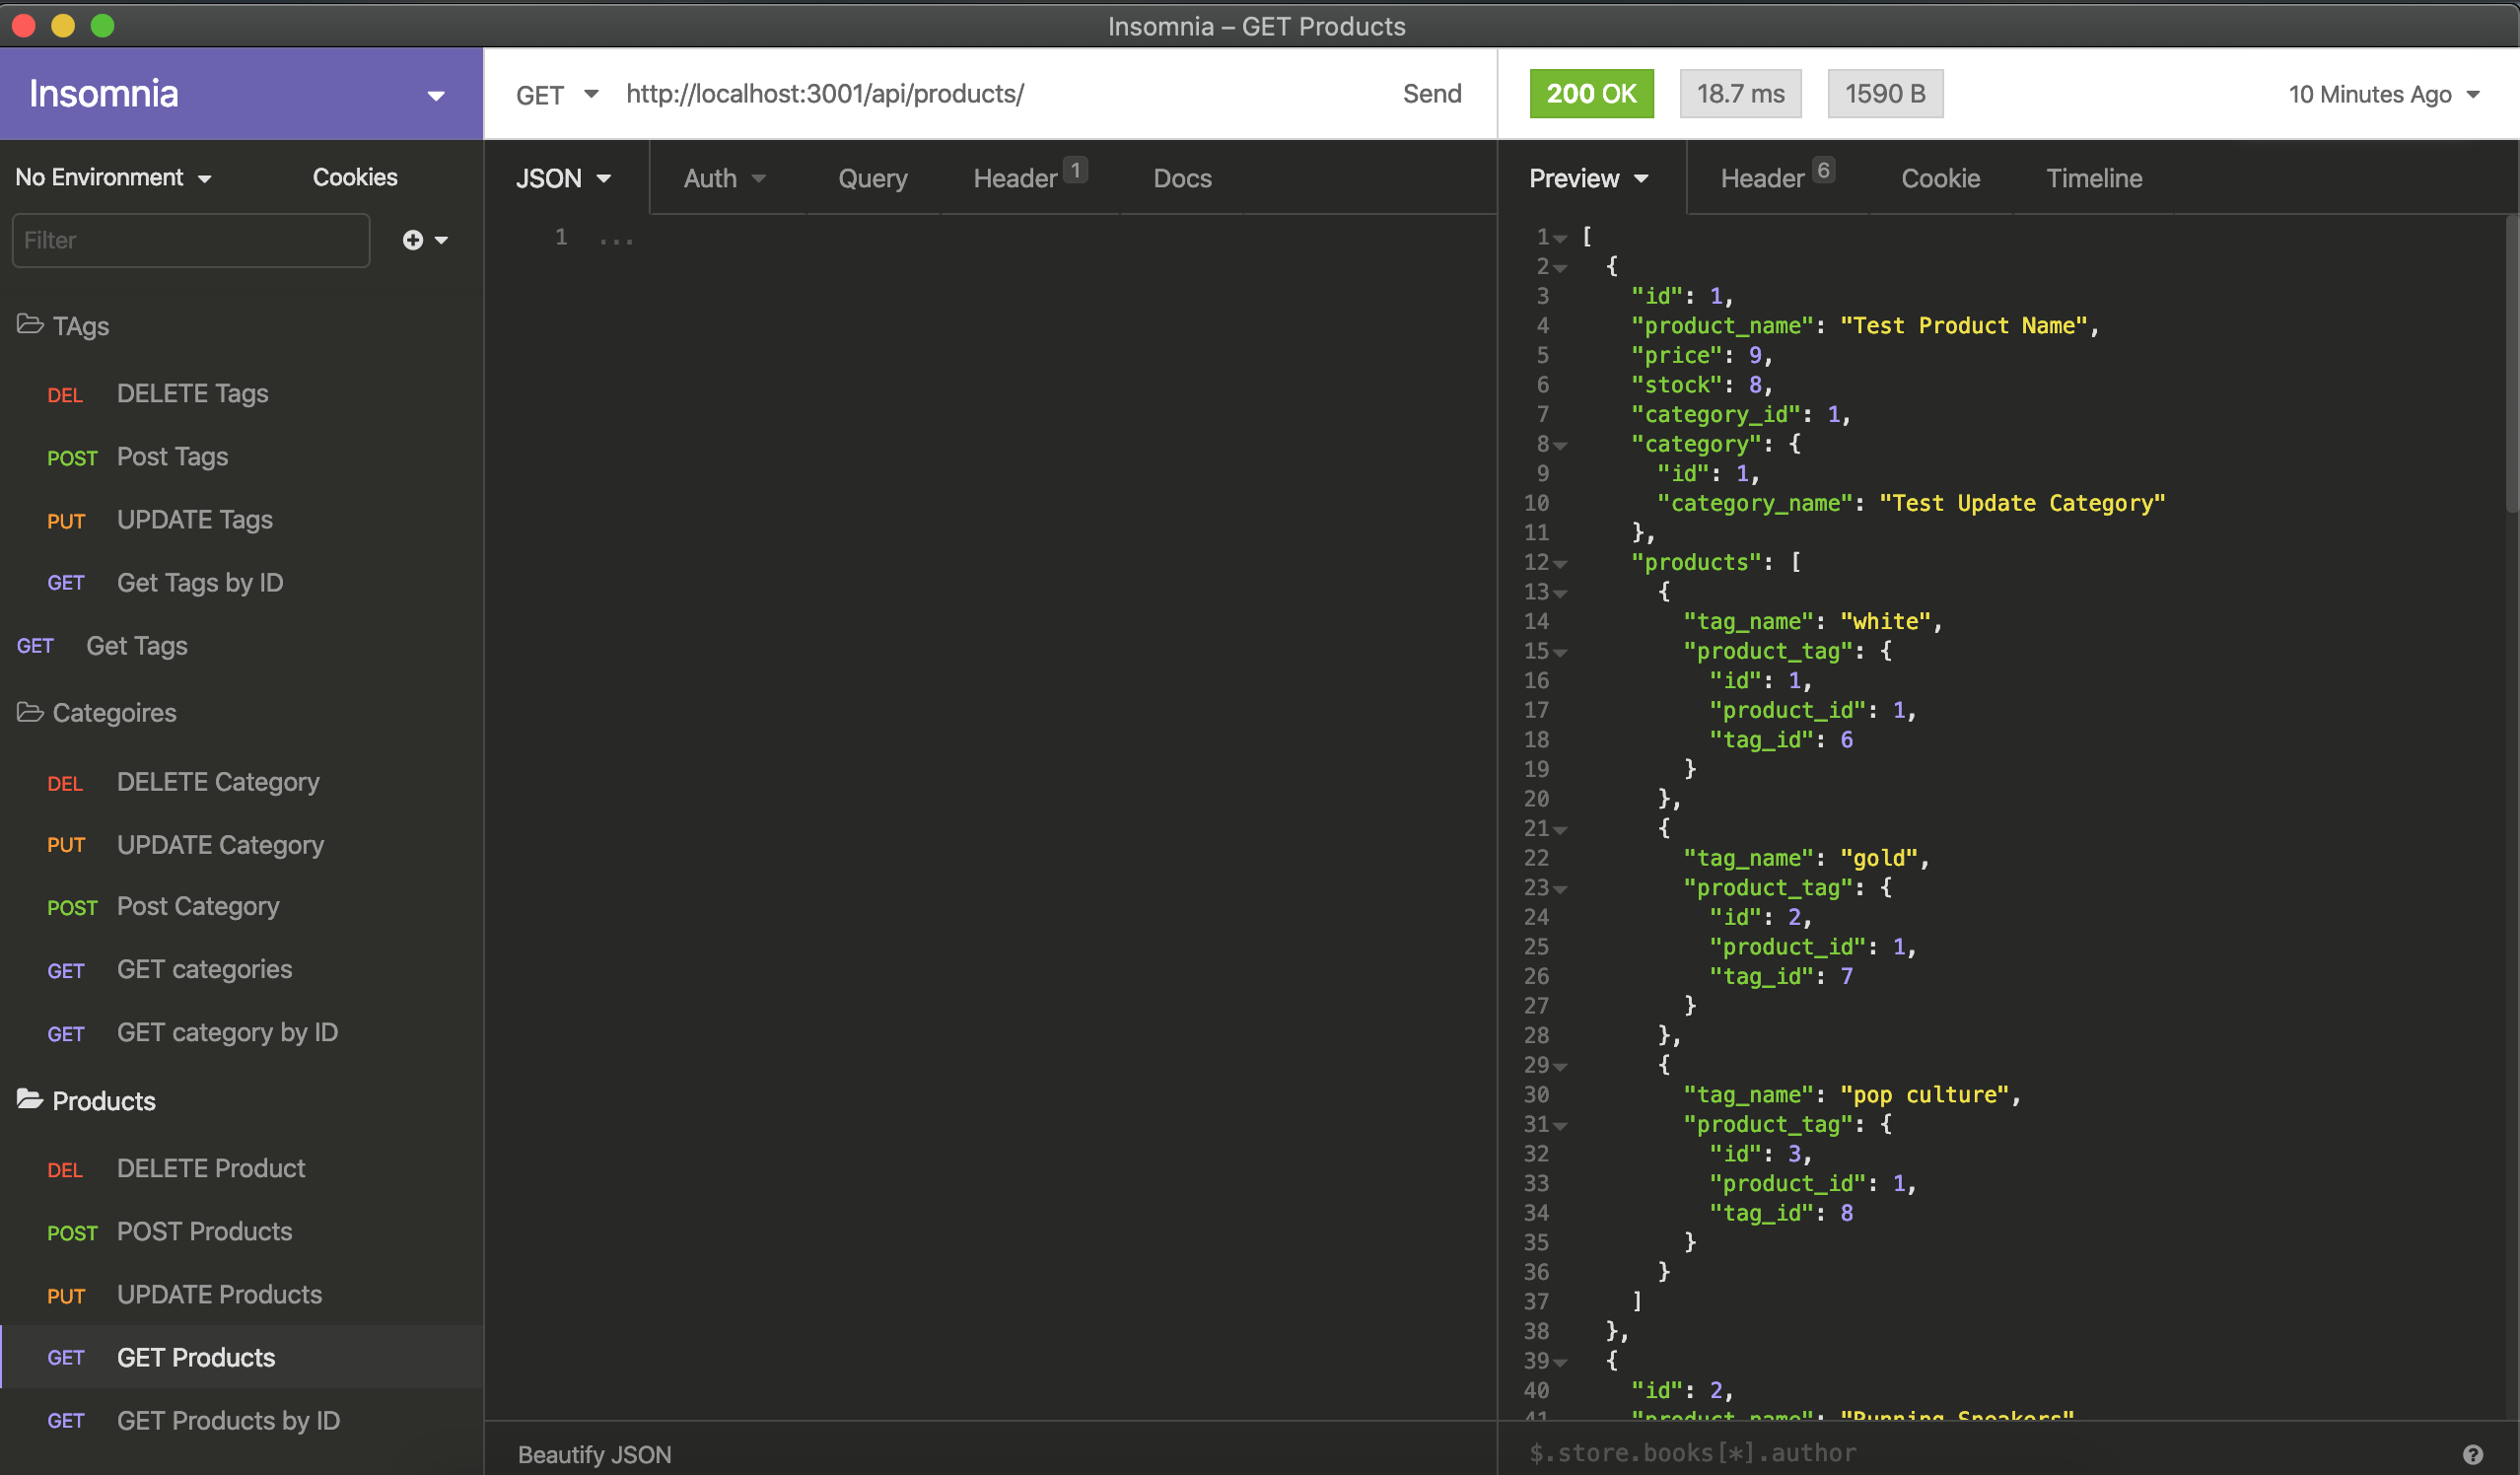 Insomnia – GET Products
Insomnia
GET http://localhost:3001/api/products/ Send
200 OK 18.7 ms 1590 B 10 Minutes Ago
No Environment Cookies
Filter
TAgs
DEL DELETE Tags
POST Post Tags
PUT UPDATE Tags
GET Get Tags by ID
GET Get Tags
Categoires
DEL DELETE Category
PUT UPDATE Category
POST Post Category
GET GET categories
GET GET category by ID
Products
DEL DELETE Product
POST POST Products
PUT UPDATE Products
GET GET Products
GET GET Products by ID
JSON Auth Query Header 1 Docs
1 ...
Beautify JSON
Preview Header 6 Cookie Timeline
1 [
2 {
3 "id": 1,
4 "product_name": "Test Product Name",
5 "price": 9,
6 "stock": 8,
7 "category_id": 1,
8 "category": {
9 "id": 1,
10 "category_name": "Test Update Category"
11 },
12 "products": [
13 {
14 "tag_name": "white",
15 "product_tag": {
16 "id": 1,
17 "product_id": 1,
18 "tag_id": 6
19 }
20 },
21 {
22 "tag_name": "gold",
23 "product_tag": {
24 "id": 2,
25 "product_id": 1,
26 "tag_id": 7
27 }
28 },
29 {
30 "tag_name": "pop culture",
31 "product_tag": {
32 "id": 3,
33 "product_id": 1,
34 "tag_id": 8
35 }
36 }
37 ]
38 },
39 {
40 "id": 2,
41 "product_name": "Running Sneakers"
$.store.books[*].author